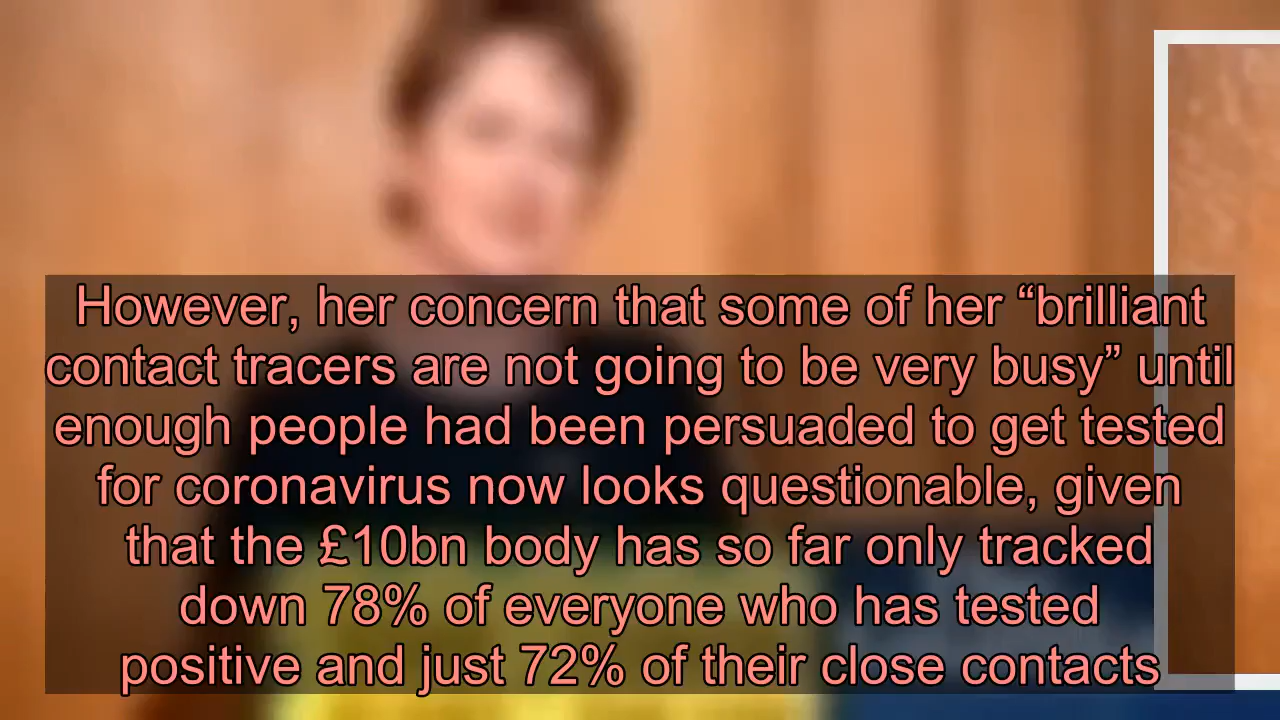 However, her concern that some of her “brilliant
contact tracers are not going to be very busy” until
enough people had been persuaded to get tested
for coronavirus now looks questionable, given
that the £10bn body has so far only tracked
down 78% of everyone who has tested
positive and just 72% of their close contacts